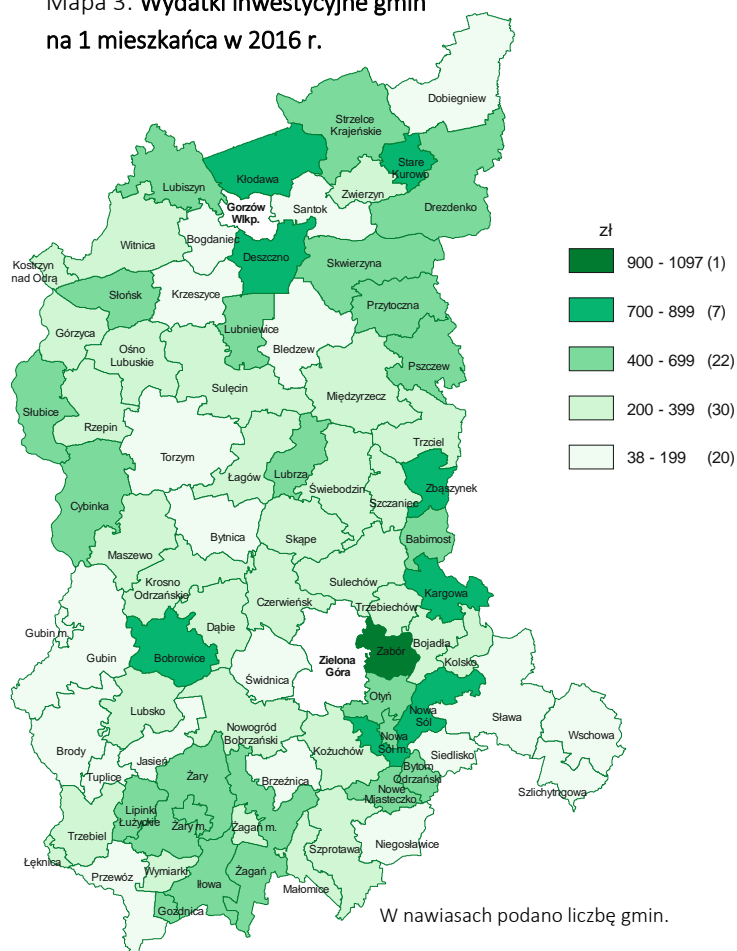 Mapa 3. Wydatki inwestycyjne gmin
na 1 mieszkańca w 2016 r.
Dobiegniew
Strzelce
Krajeńskie
Stare
Kurowo
Kłodawa
Lubiszyn
Zwierzyn
Drezdenko
Gorzów
Wlkp.
Santok
Witnica
Bogdaniec
Deszczno
Skwierzyna
Kostrzyn
nad Odrą
Słońsk
Krzeszyce
Przytoczna
Górzyca
Lubniewice
Bledzew
Ośno
Lubuskie
Pszczew
Sulęcin
Międzyrzecz
Słubice
Rzepin
Trzciel
Torzym
Łagów
Lubrza
Świebodzin
Zbąszynek
Szczaniec
Cybinka
Bytnica
Skąpe
Babimost
Maszewo
Krosno
Odrzańskie
Sulechów
Kargowa
Czerwieńsk
Trzebiechów
Dąbie
Gubin m.
Bojadła
Gubin
Bobrowice
Zabór
Kolsko
Zielona
Góra
Świdnica
Otyń
Lubsko
Nowa
Sól
Sława
Nowogród
Bobrzański
Wschowa
Nowa
Sól m.
Brody
Kożuchów
Siedlisko
Jasień
Bytom
Odrzański
Tuplice
Żary
Brzeźnica
Nowe
Miasteczko
Szlichtyngowa
Lipinki
Łużyckie
Żary m.
Żagań m.
Trzebiel
Niegosławice
Szprotawa
Łęknica
Przewóz
Wymiarki
Żagań
Iłowa
Małomice
Gozdnica
zł
900 - 1097 (1)
700 - 899 (7)
400 - 699 (22)
200 - 399 (30)
38 - 199 (20)
W nawiasach podano liczbę gmin.